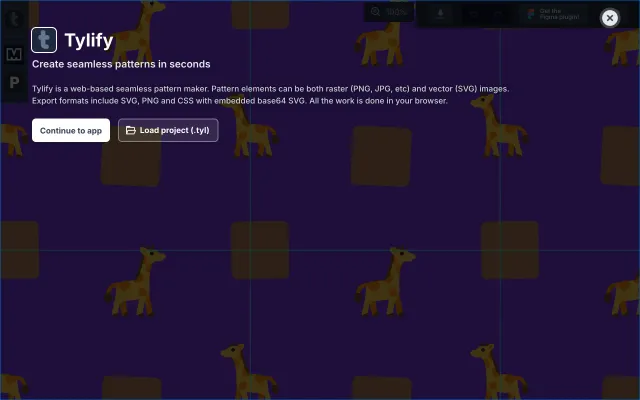 t
100%
Get the
Figma plugin!
M
P
t Tylify
Create seamless patterns in seconds
Tylify is a web-based seamless pattern maker. Pattern elements can be both raster (PNG, JPG, etc) and vector (SVG) images.
Export formats include SVG, PNG and CSS with embedded base64 SVG. All the work is done in your browser.
Continue to app
Load project (.tyl)